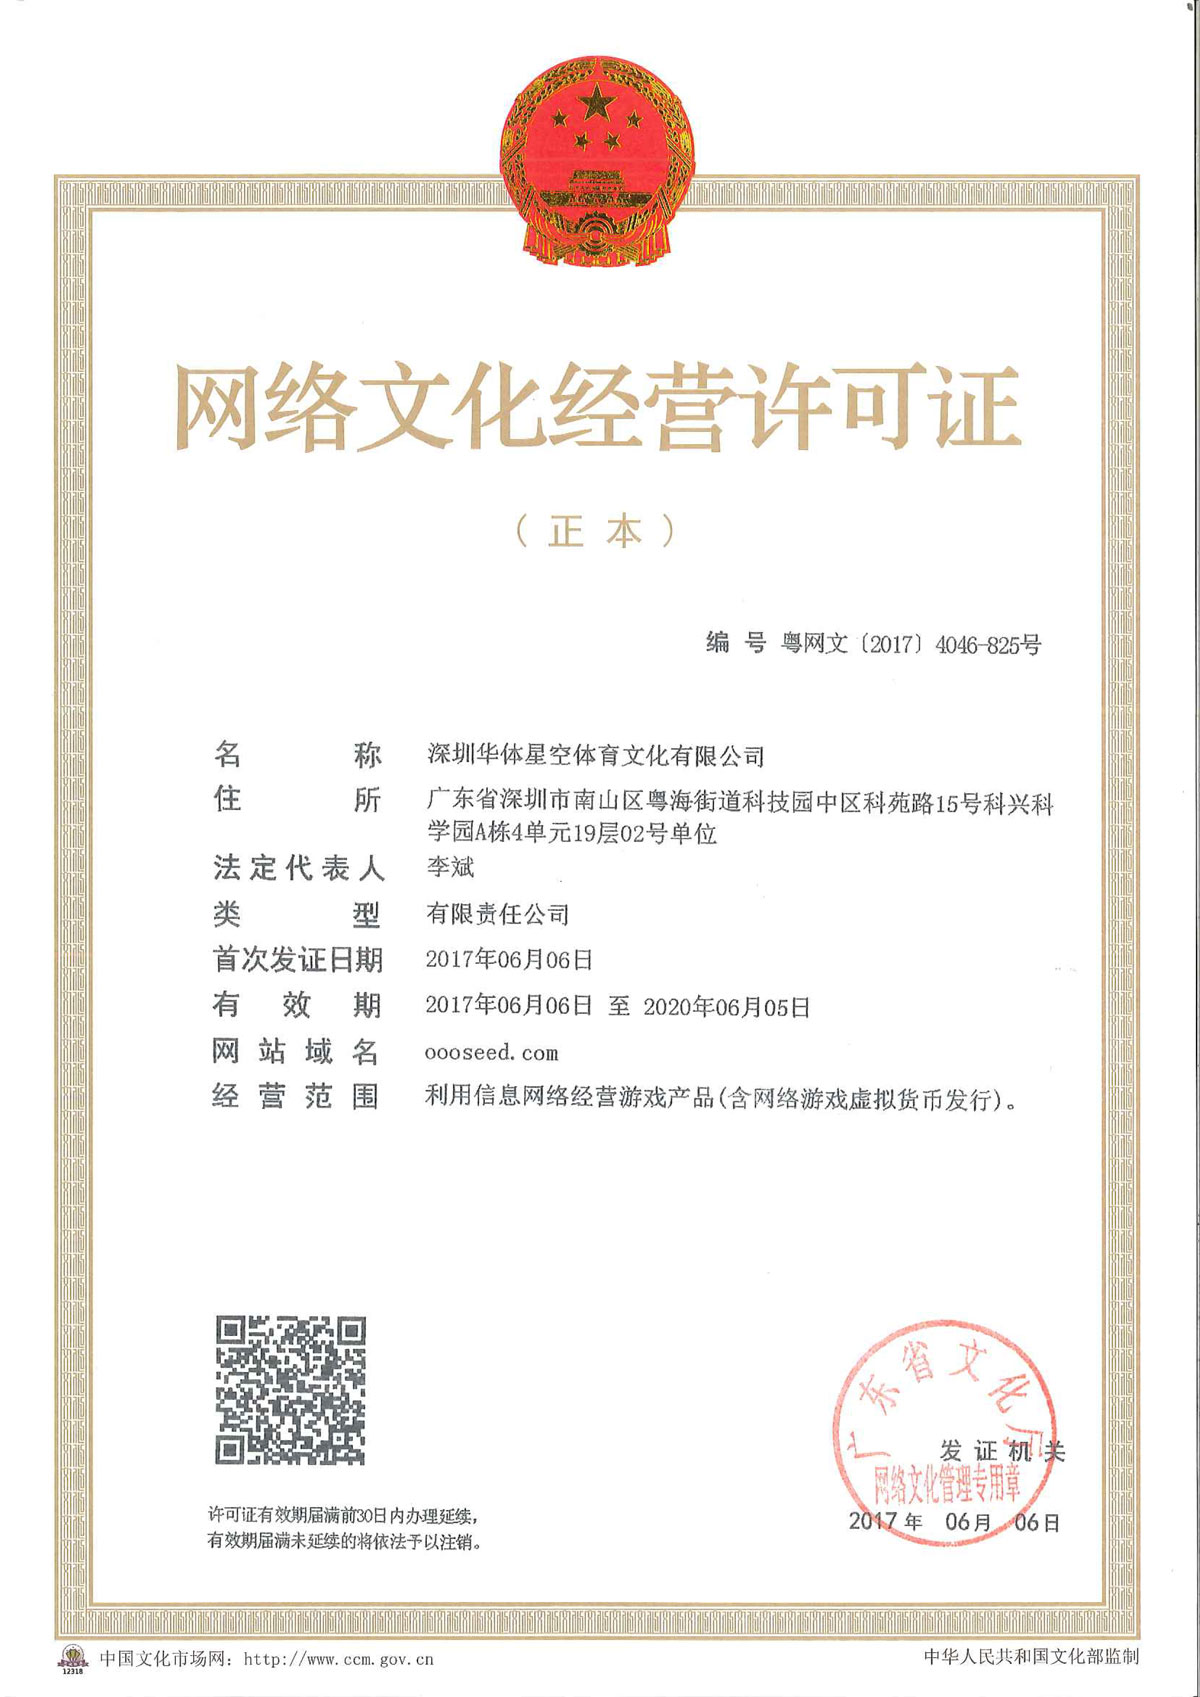 网络文化经营许可证
（正本）
编 号 粤网文〔2017〕4046-825号
名 称 深圳华体星空体育文化有限公司
住 所 广东省深圳市南山区粤海街道科技园中区科苑路15号科兴科
学园A栋4单元19层02号单位
法定代表人 李斌
类 型 有限责任公司
首次发证日期 2017年06月06日
有 效 期 2017年06月06日 至 2020年06月05日
网站域名 oooseed.com
经营范围 利用信息网络经营游戏产品(含网络游戏虚拟货币发行)。
广东省文化厅
发证机关
网络文化管理专用章
2017年 06月 06日
许可证有效期届满前30日内办理延续，
有效期届满未延续的将依法予以注销。
12318
中国文化市场网：http://www.ccm.gov.cn
中华人民共和国文化部监制